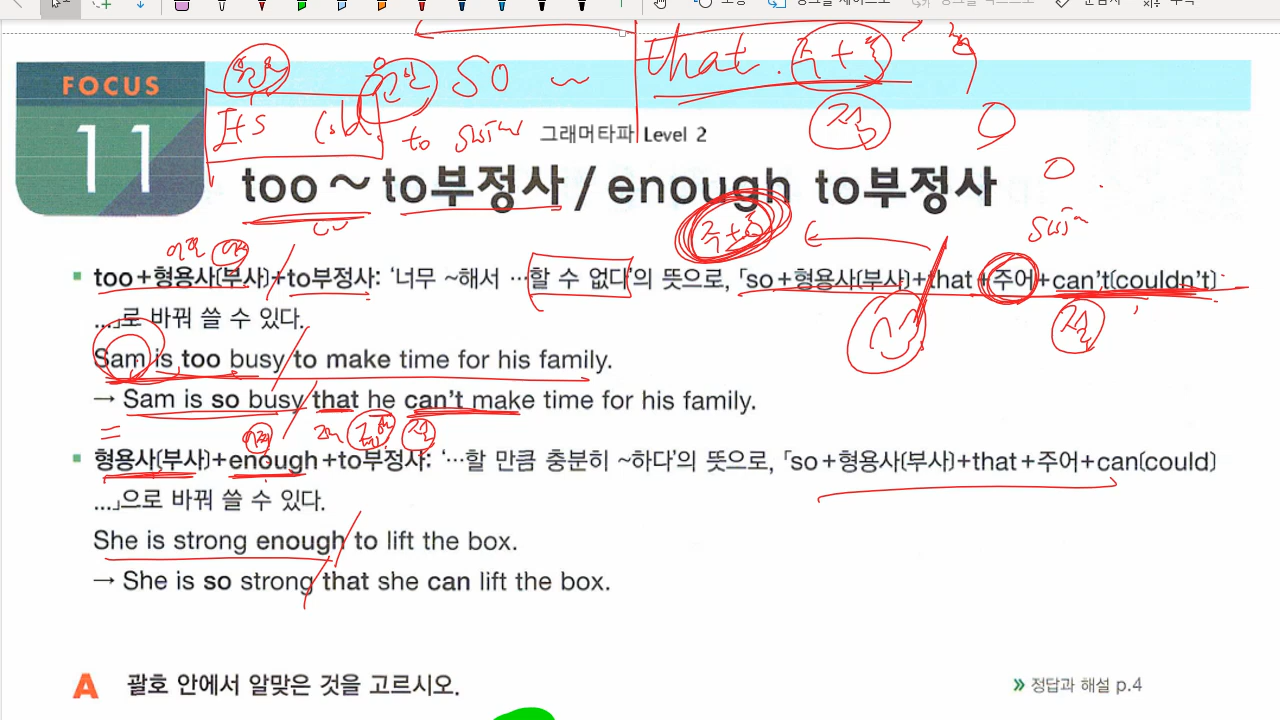 so ~ that . 주+동
FOCUS
11
It's cold to swim
그래머타파 Level 2
too ~ to부정사 / enough to부정사
주+동
too+형용사(부사)+to부정사: '너무 ~해서 …할 수 없다'의 뜻으로, 「so+형용사(부사)+that+주어+can't(couldn't)
…」로 바꿔 쓸 수 있다.
Sam is too busy to make time for his family.
→ Sam is so busy that he can't make time for his family.
=
형용사(부사)+enough+to부정사: '…할 만큼 충분히 ~하다'의 뜻으로, 「so+형용사(부사)+that+주어+can(could)
…」으로 바꿔 쓸 수 있다.
She is strong enough to lift the box.
→ She is so strong that she can lift the box.
A 괄호 안에서 알맞은 것을 고르시오.
» 정답과 해설 p.4